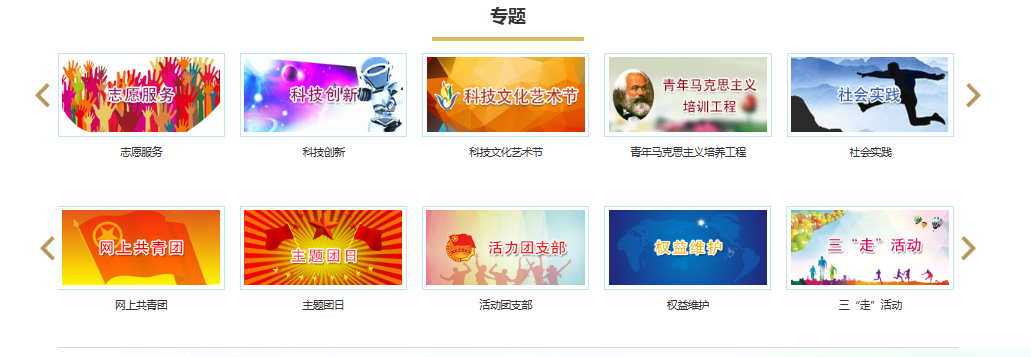 专题
志愿服务
科技创新
科技文化艺术节
青年马克思主义
培训工程
社会实践
志愿服务
科技创新
科技文化艺术节
青年马克思主义培养工程
社会实践
网上共青团
主题团日
活力团支部
权益维护
三“走”活动
网上共青团
主题团日
活动团支部
权益维护
三“走”活动